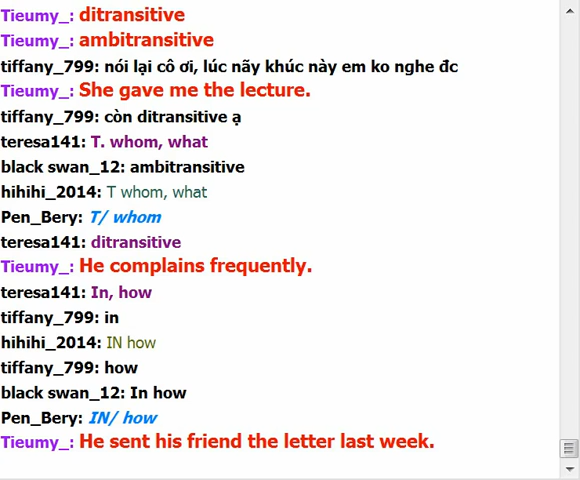 Tieumy_: ditransitive
Tieumy_: ambitransitive
tiffany_799: nói lại cô ơi, lúc nãy khúc này em ko nghe đc
Tieumy_: She gave me the lecture.
tiffany_799: còn ditransitive ạ
teresa141: T. whom, what
black swan_12: ambitransitive
hihihi_2014: T whom, what
Pen_Bery: T/ whom
teresa141: ditransitive
Tieumy_: He complains frequently.
teresa141: In, how
tiffany_799: in
hihihi_2014: IN how
tiffany_799: how
black swan_12: In how
Pen_Bery: IN/ how
Tieumy_: He sent his friend the letter last week.